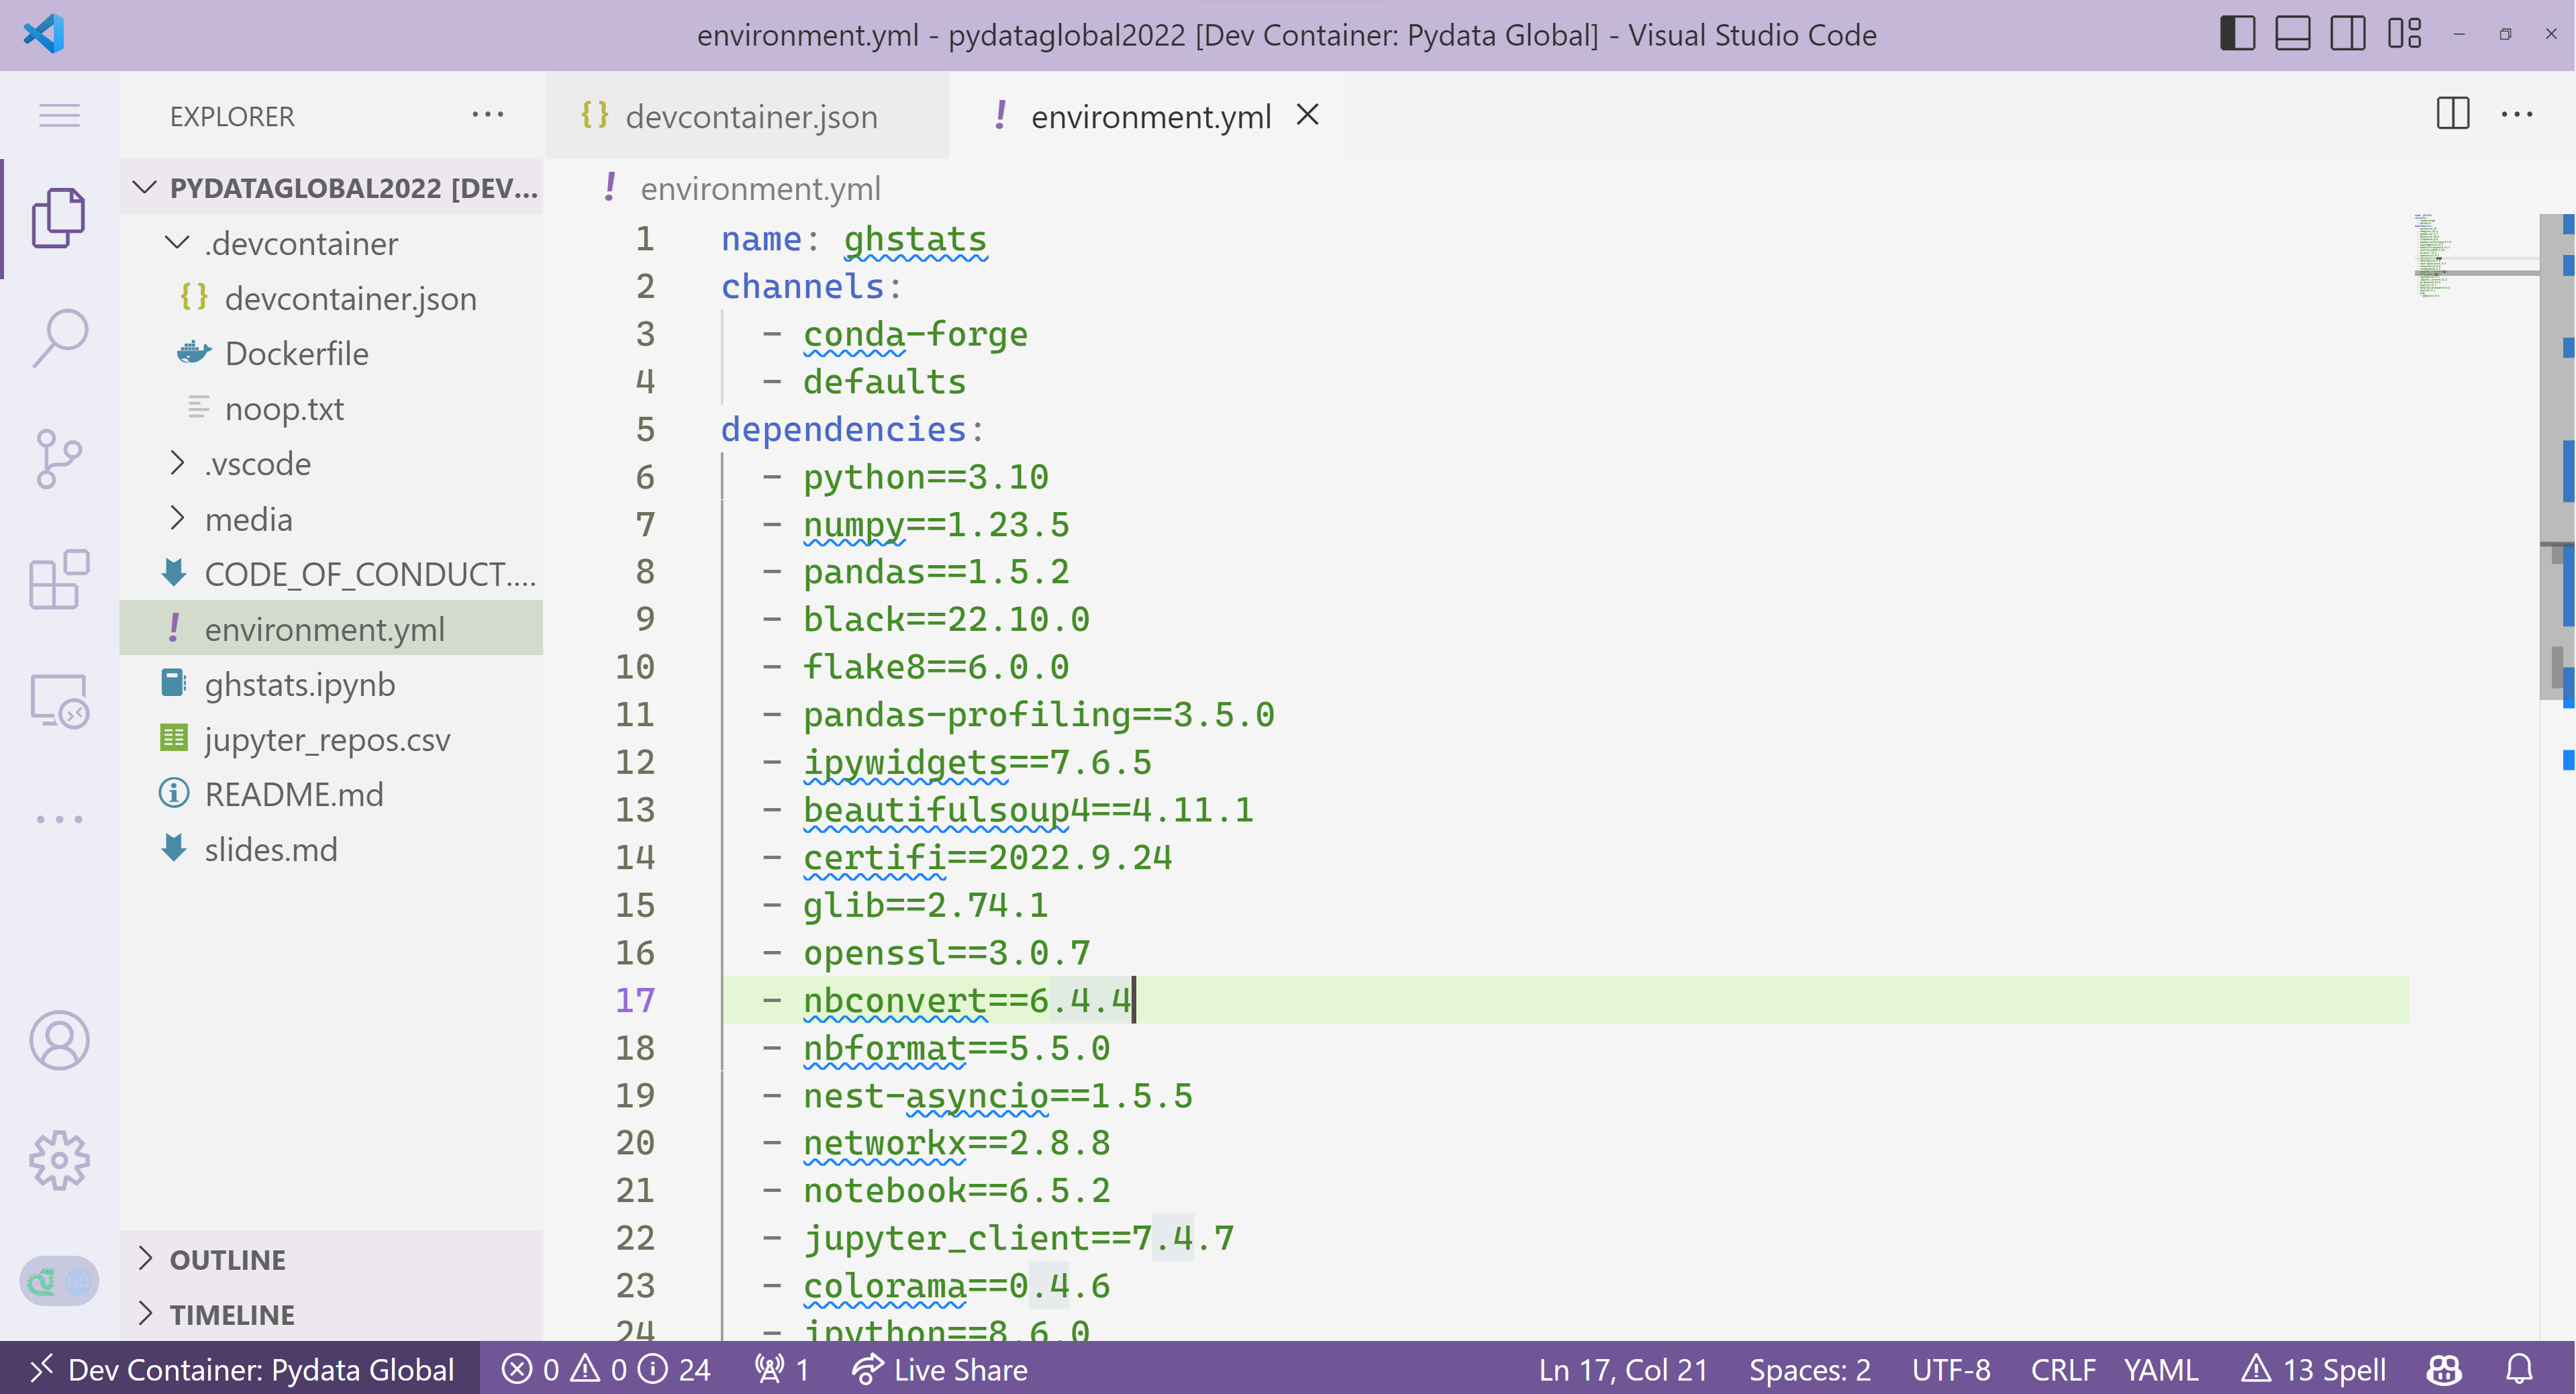 environment.yml - pydataglobal2022 [Dev Container: Pydata Global] - Visual Studio Code
EXPLORER
PYDATAGLOBAL2022 [DEV...
.devcontainer
devcontainer.json
Dockerfile
noop.txt
.vscode
media
CODE_OF_CONDUCT....
environment.yml
ghstats.ipynb
jupyter_repos.csv
README.md
slides.md
OUTLINE
TIMELINE
devcontainer.json
environment.yml
environment.yml
1 name: ghstats
2 channels:
3 - conda-forge
4 - defaults
5 dependencies:
6 - python==3.10
7 - numpy==1.23.5
8 - pandas==1.5.2
9 - black==22.10.0
10 - flake8==6.0.0
11 - pandas-profiling==3.5.0
12 - ipywidgets==7.6.5
13 - beautifulsoup4==4.11.1
14 - certifi==2022.9.24
15 - glib==2.74.1
16 - openssl==3.0.7
17 - nbconvert==6.4.4
18 - nbformat==5.5.0
19 - nest-asyncio==1.5.5
20 - networkx==2.8.8
21 - notebook==6.5.2
22 - jupyter_client==7.4.7
23 - colorama==0.4.6
24 - ipython==8.6.0
Dev Container: Pydata Global 0 0 24 1 Live Share Ln 17, Col 21 Spaces: 2 UTF-8 CRLF YAML 13 Spell